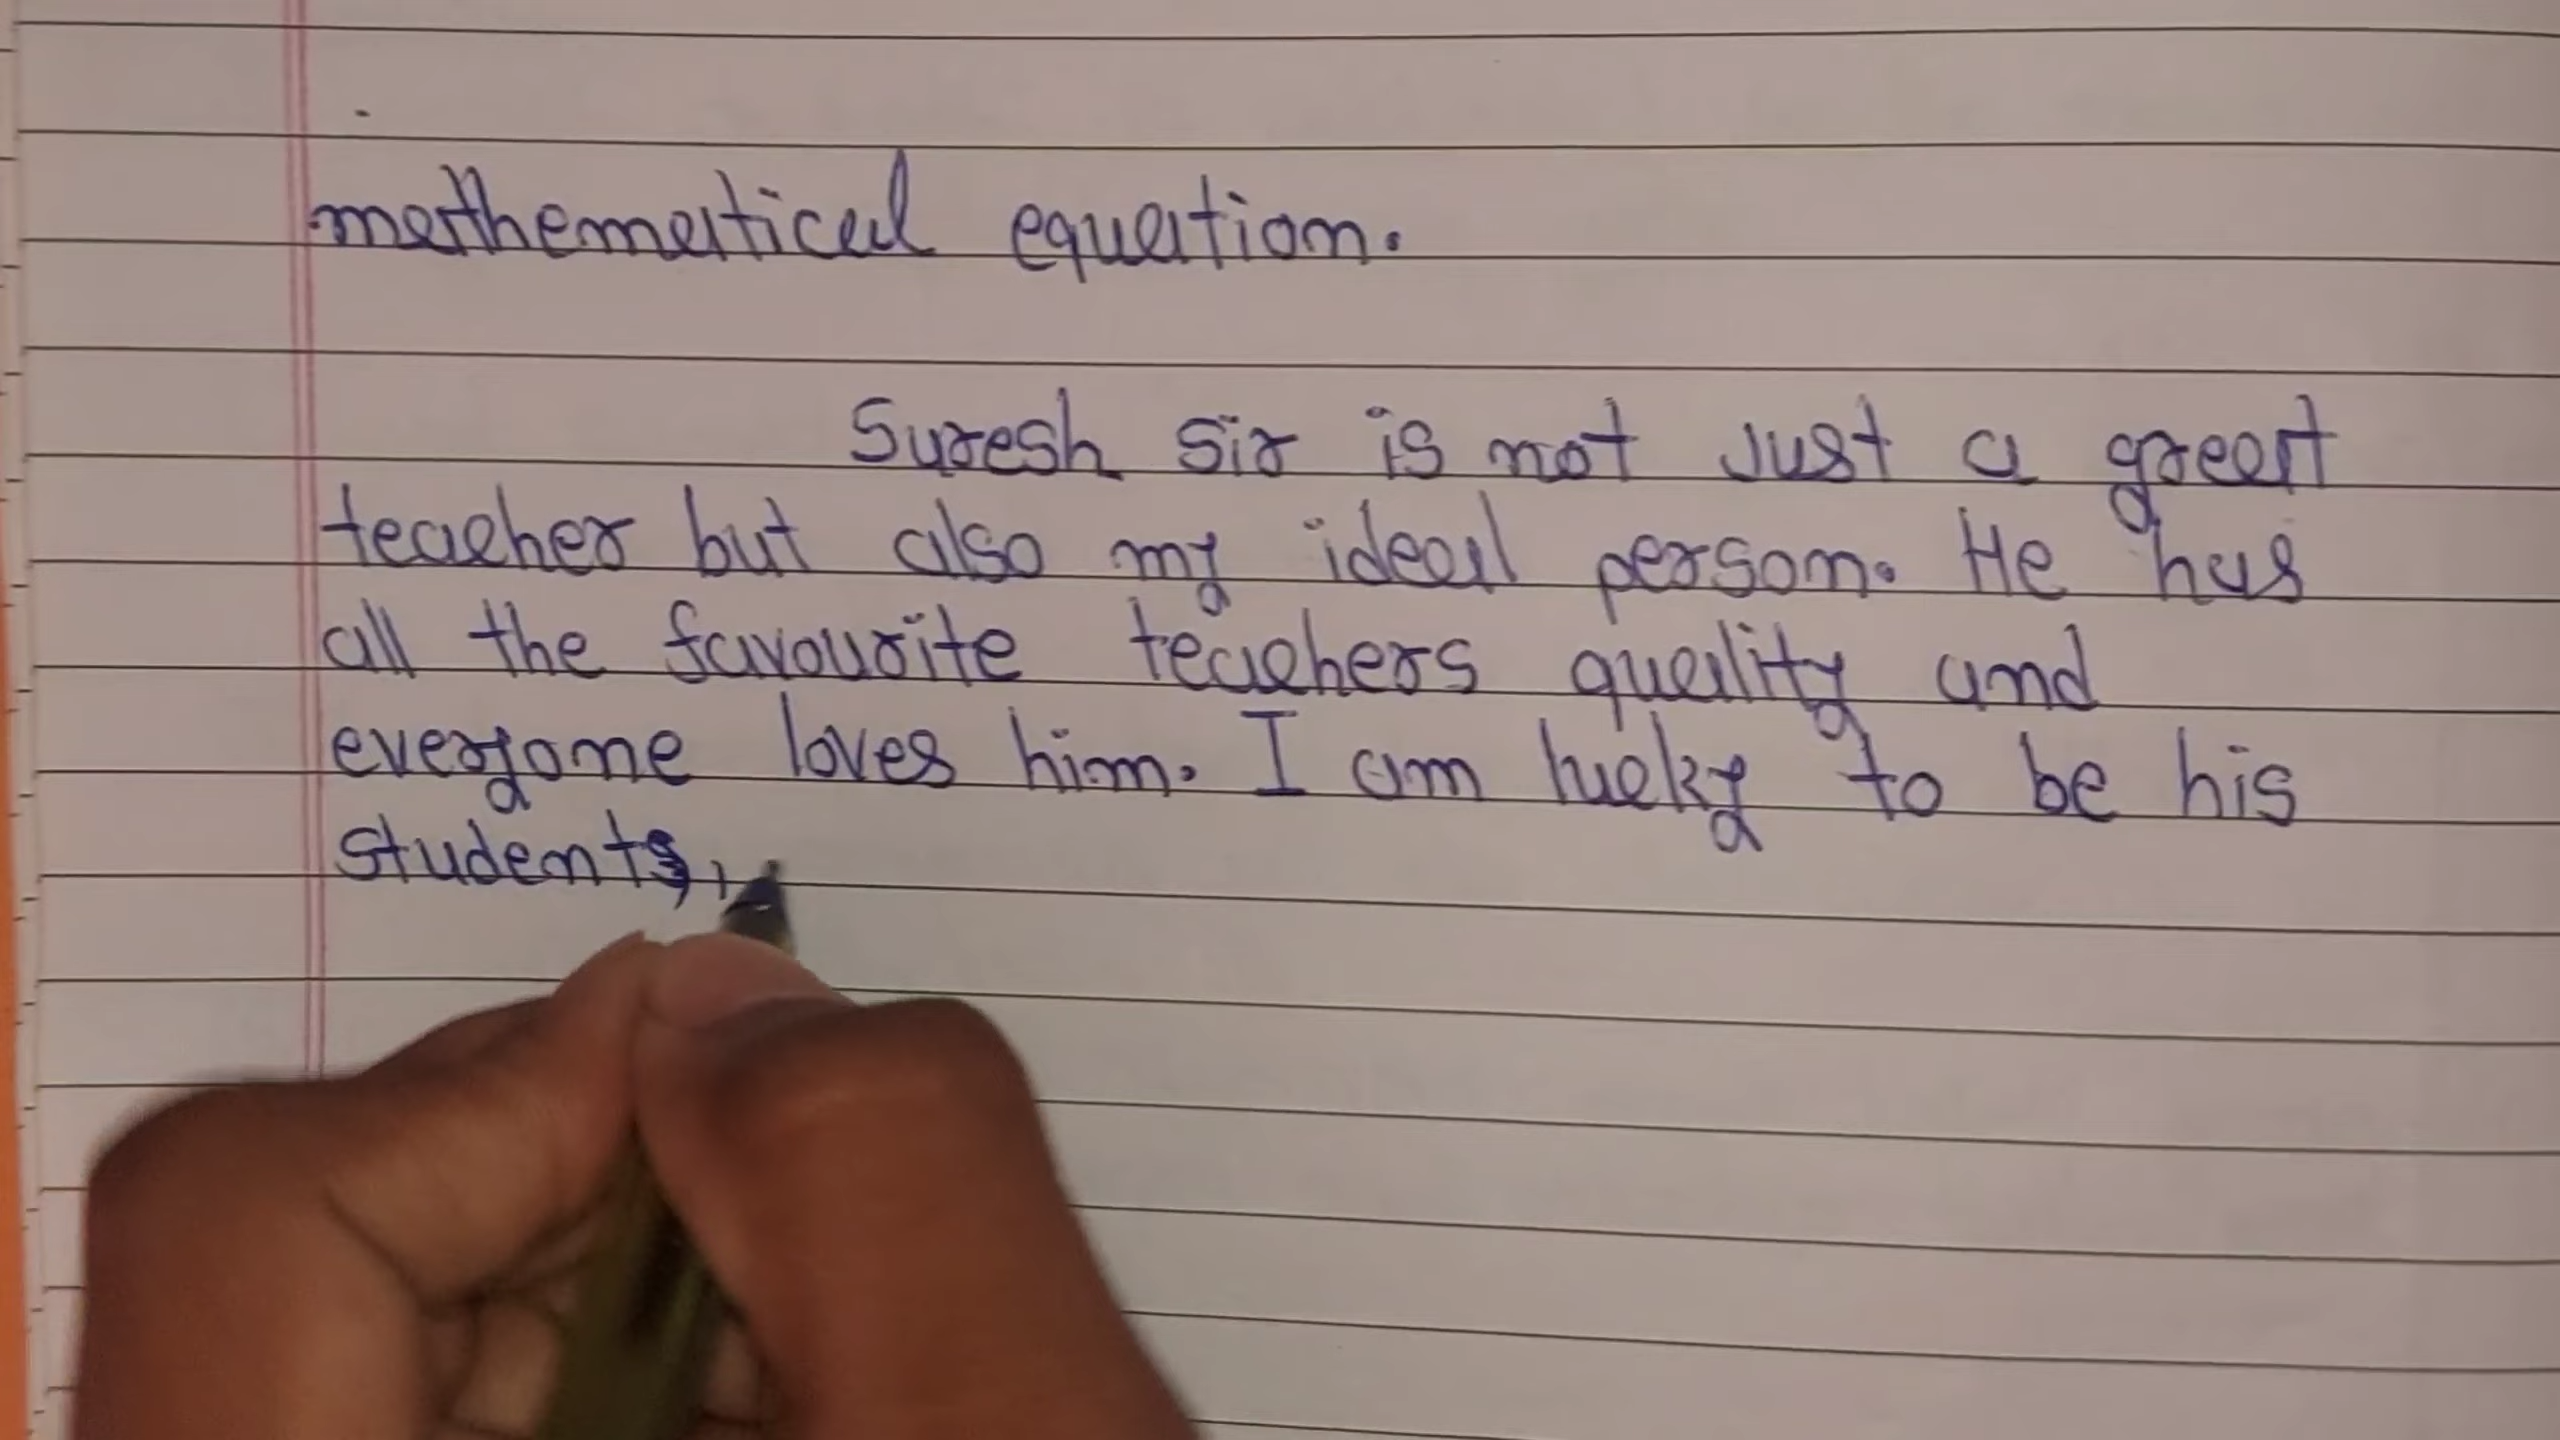 mathematical equation.
Suresh sir is not Just a great
teacher but also my ideal person. He has
all the favourite teachers quality and
everyone loves him. I am lucky to be his
students,